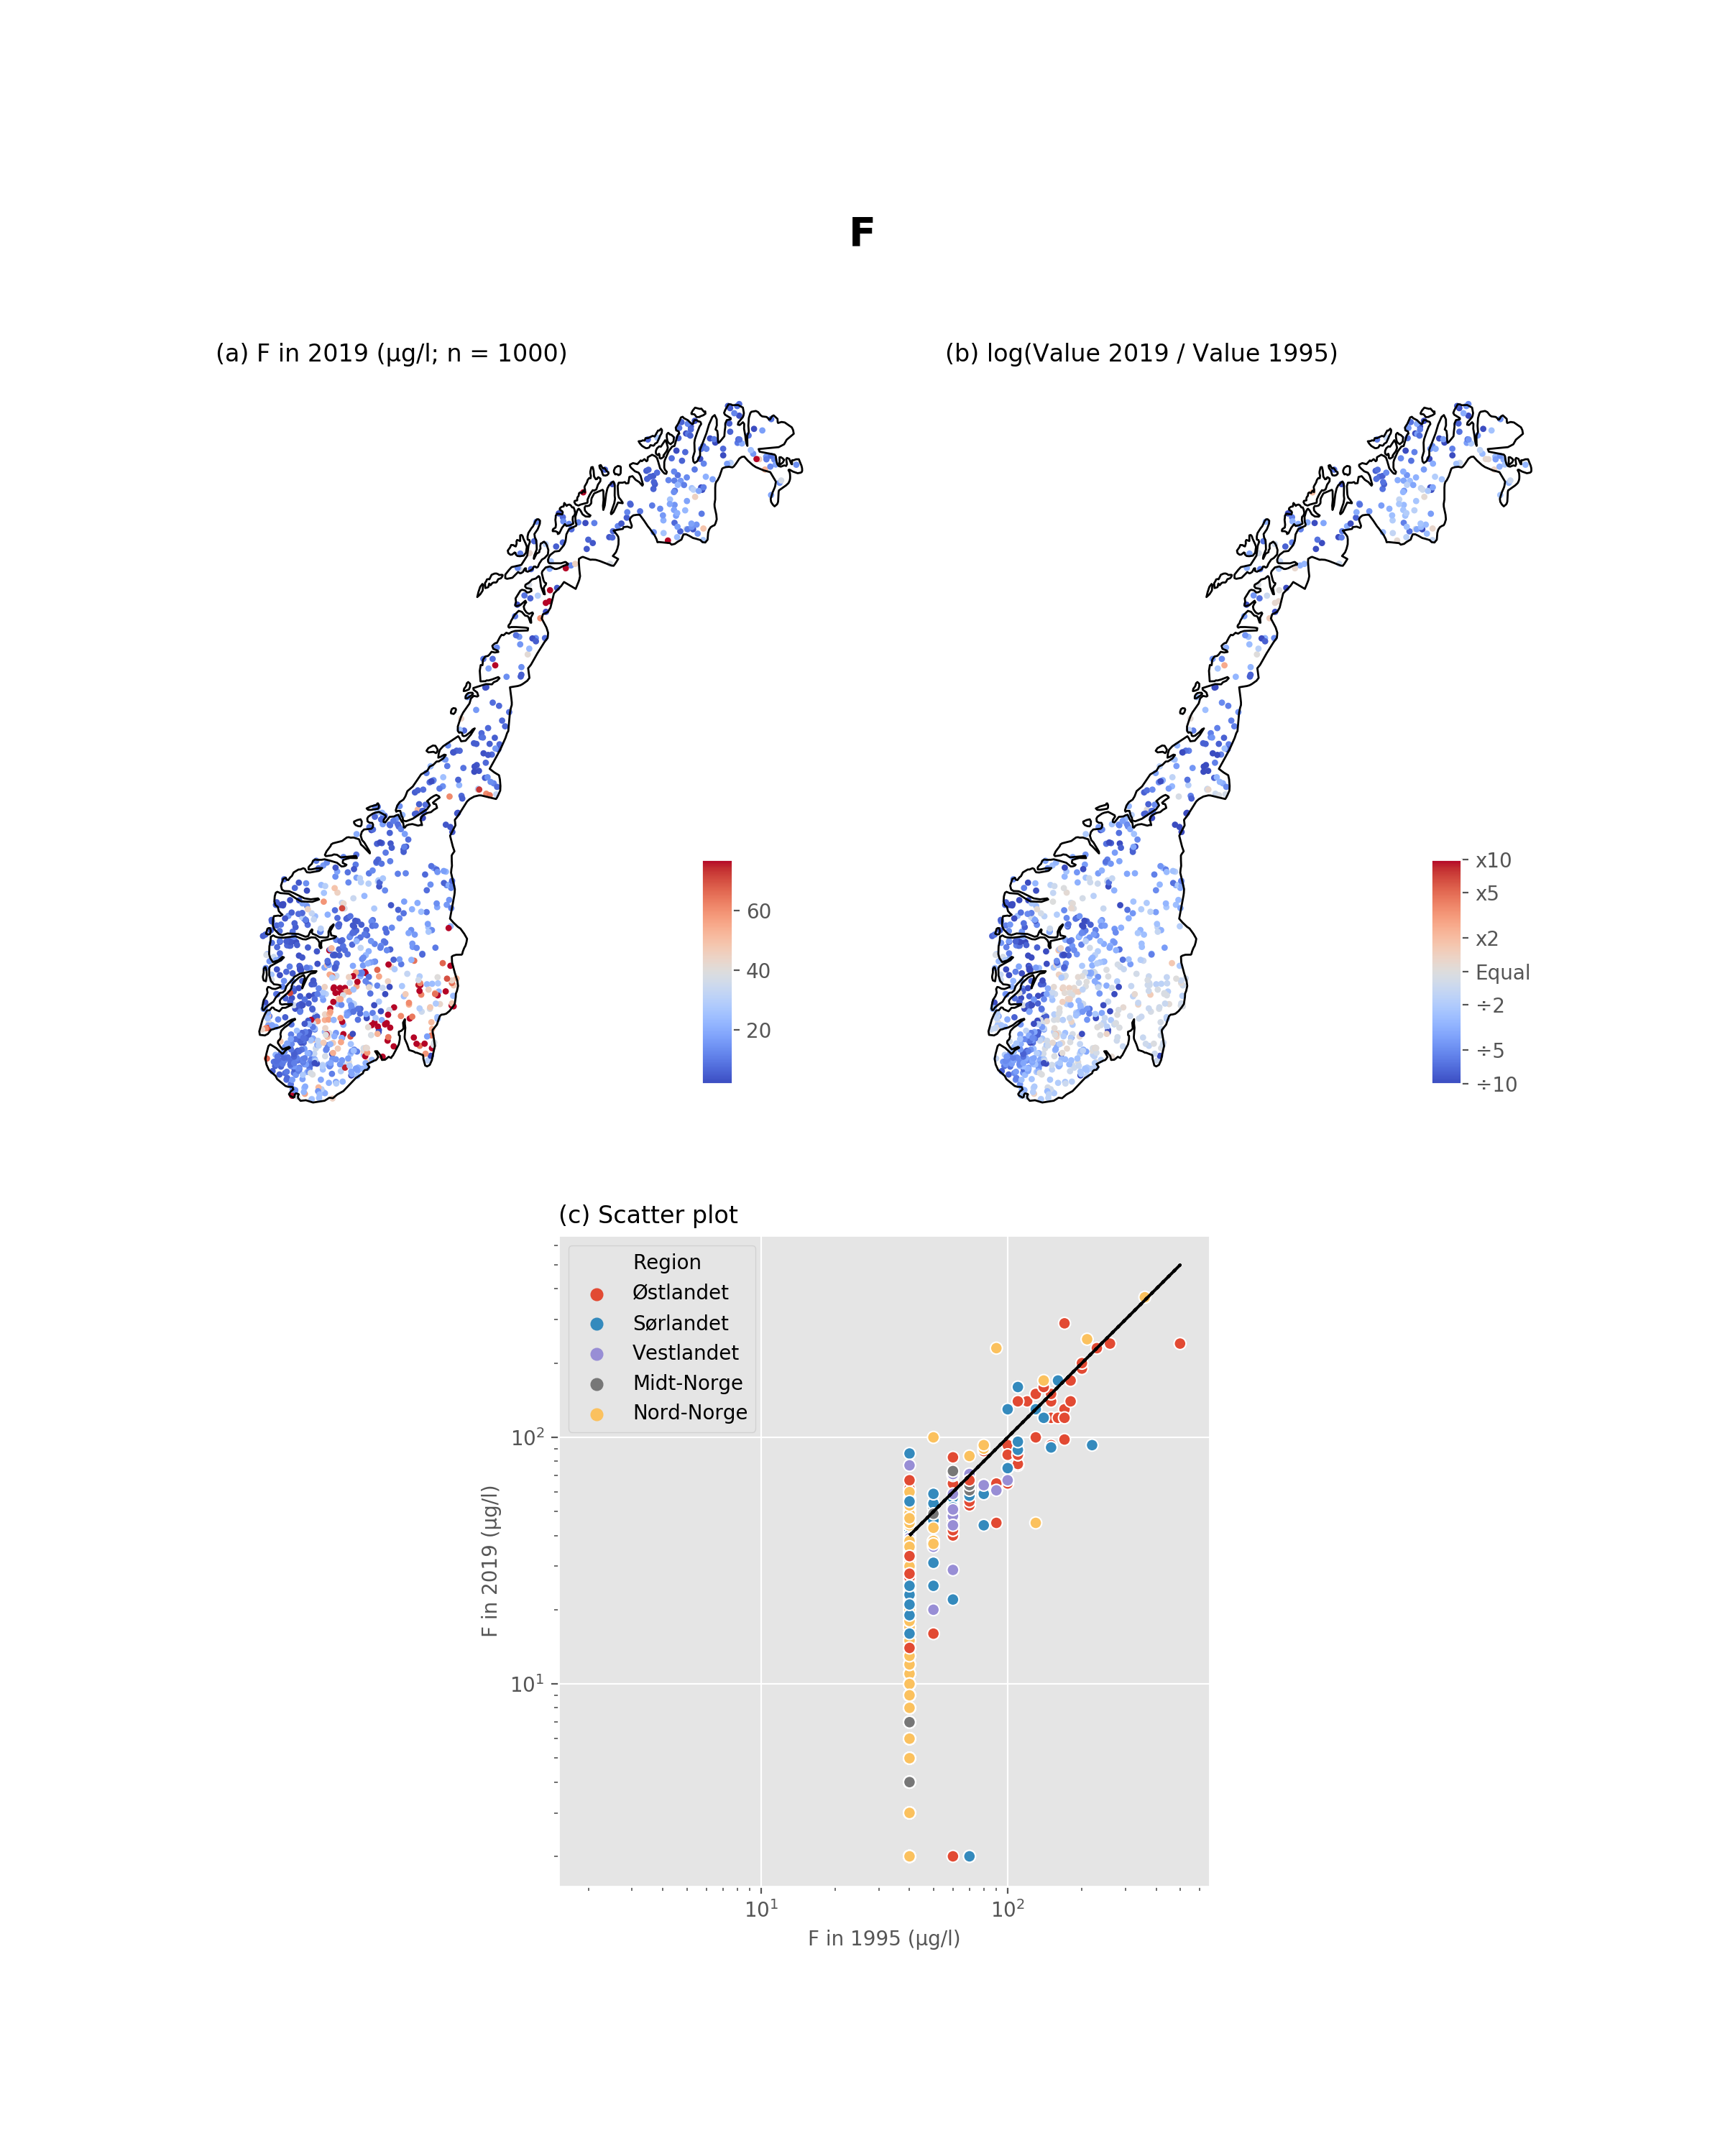 F
(a) F in 2019 (µg/l; n = 1000)
(b) log(Value 2019 / Value 1995)
60
40
20
x10
x5
x2
Equal
÷2
÷5
÷10
(c) Scatter plot
Region
Østlandet
Sørlandet
Vestlandet
Midt-Norge
Nord-Norge
10²
10¹
F in 2019 (µg/l)
10¹ 10²
F in 1995 (µg/l)